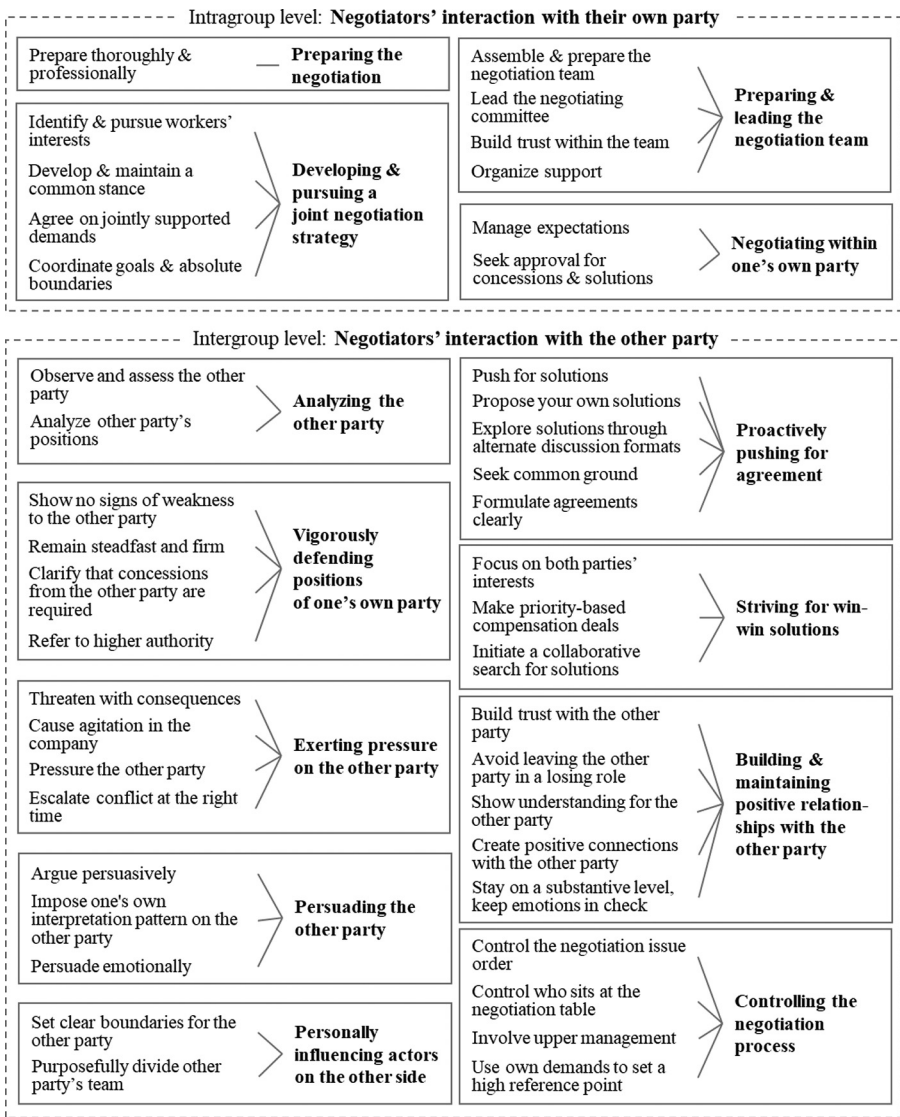 Intragroup level: Negotiators’ interaction with their own party
Prepare thoroughly &
professionally
Preparing the
negotiation
Identify & pursue workers’
interests
Develop & maintain a
common stance
Agree on jointly supported
demands
Coordinate goals & absolute
boundaries
Developing &
pursuing a
joint negotiation
strategy
Assemble & prepare the
negotiation team
Lead the negotiating
committee
Build trust within the team
Organize support
Preparing &
leading the
negotiation team
Manage expectations
Seek approval for
concessions & solutions
Negotiating within
one’s own party
Intergroup level: Negotiators’ interaction with the other party
Observe and assess the other
party
Analyze other party’s
positions
Analyzing the
other party
Show no signs of weakness
to the other party
Remain steadfast and firm
Clarify that concessions
from the other party are
required
Refer to higher authority
Vigorously
defending
positions
of one’s own party
Threaten with consequences
Cause agitation in the
company
Pressure the other party
Escalate conflict at the right
time
Exerting pressure
on the other party
Argue persuasively
Impose one's own
interpretation pattern on the
other party
Persuade emotionally
Persuading the
other party
Set clear boundaries for the
other party
Purposefully divide other
party’s team
Personally
influencing actors
on the other side
Push for solutions
Propose your own solutions
Explore solutions through
alternate discussion formats
Seek common ground
Formulate agreements
clearly
Proactively
pushing for
agreement
Focus on both parties’
interests
Make priority-based
compensation deals
Initiate a collaborative
search for solutions
Striving for win-
win solutions
Build trust with the other
party
Avoid leaving the other
party in a losing role
Show understanding for the
other party
Create positive connections
with the other party
Stay on a substantive level,
keep emotions in check
Building &
maintaining
positive relation-
ships with the
other party
Control the negotiation issue
order
Control who sits at the
negotiation table
Involve upper management
Use own demands to set a
high reference point
Controlling the
negotiation
process